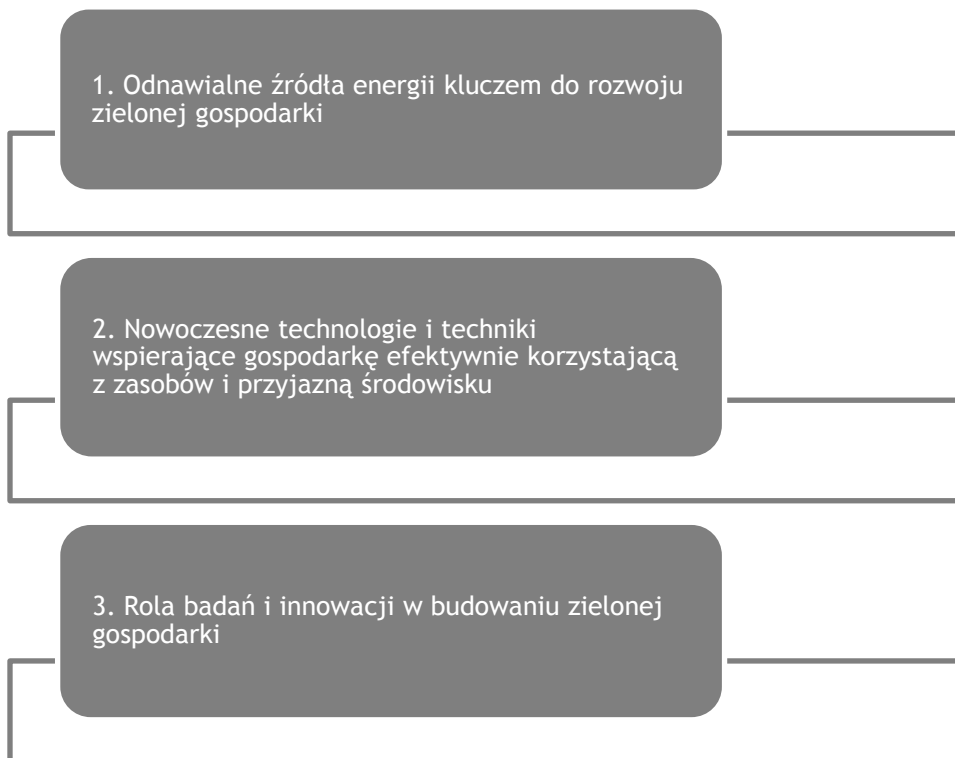 1. Odnawialne źródła energii kluczem do rozwoju
zielonej gospodarki
2. Nowoczesne technologie i techniki
wspierające gospodarkę efektywnie korzystającą
z zasobów i przyjazną środowisku
3. Rola badań i innowacji w budowaniu zielonej
gospodarki